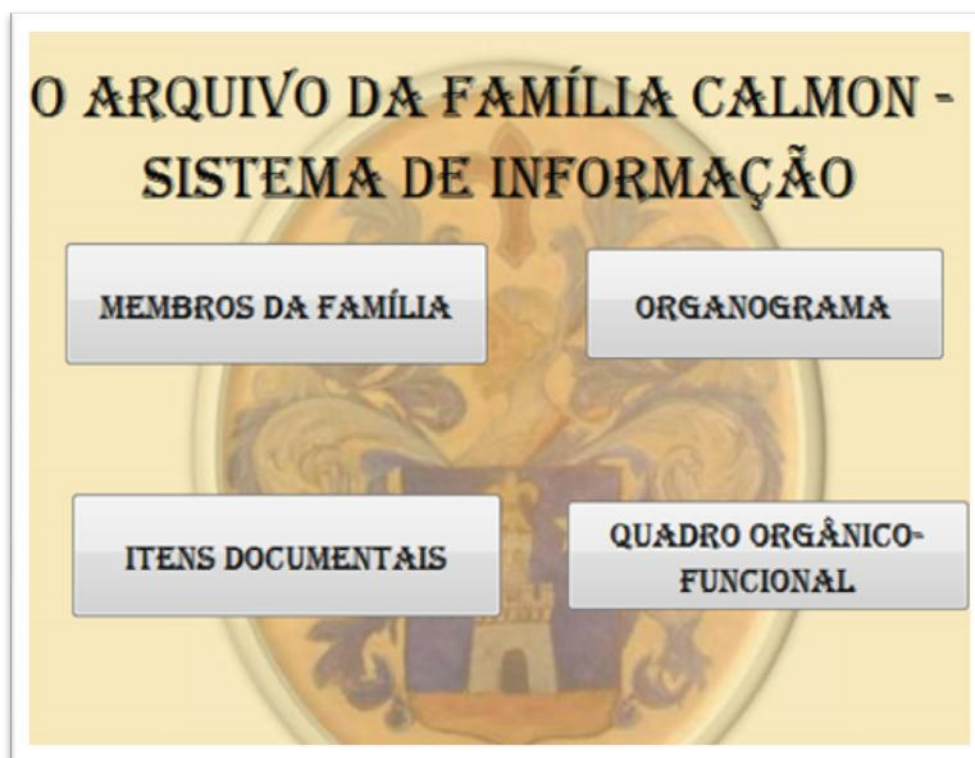 O ARQUIVO DA FAMÍLIA CALMON -
SISTEMA DE INFORMAÇÃO
MEMBROS DA FAMÍLIA
ORGANOGRAMA
ITENS DOCUMENTAIS
QUADRO ORGÂNICO-
FUNCIONAL